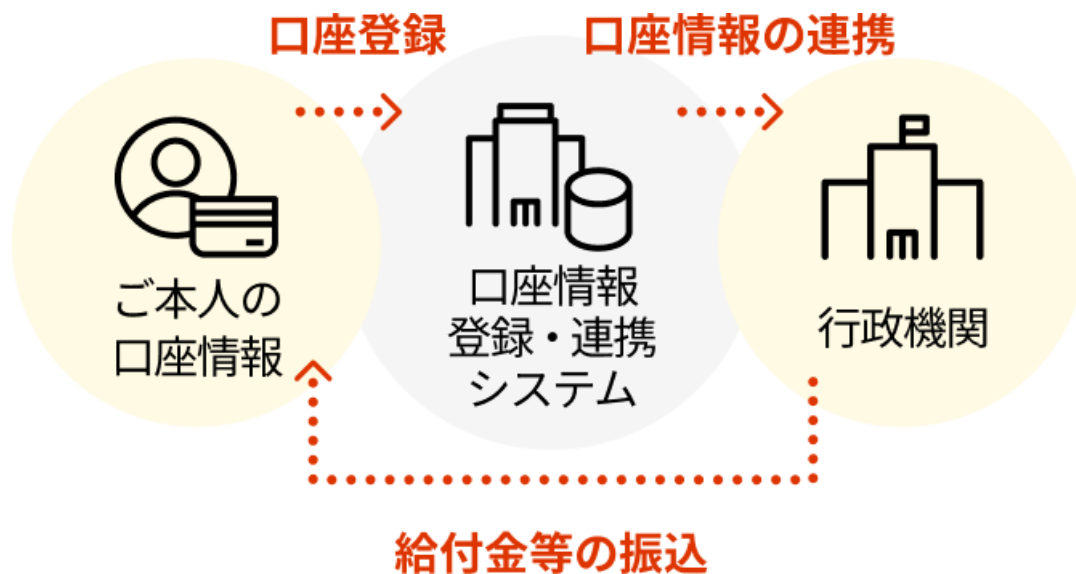 口座登録
口座情報の連携
ご本人の
口座情報
口座情報
登録・連携
システム
行政機関
給付金等の振込